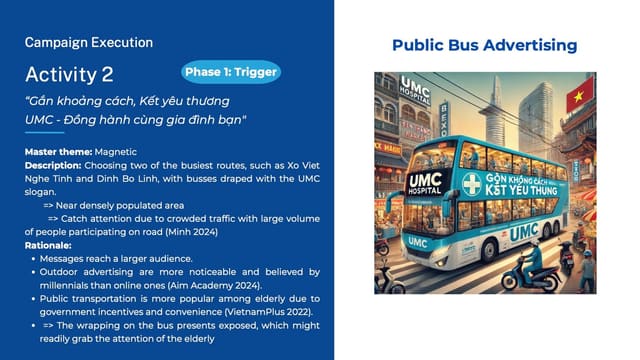 Campaign Execution
Activity 2
Phase 1: Trigger
“Gắn khoảng cách, Kết yêu thương
UMC - Đồng hành cùng gia đình bạn"
Master theme: Magnetic
Description: Choosing two of the busiest routes, such as Xo Viet
Nghe Tinh and Dinh Bo Linh, with busses draped with the UMC
slogan.
=> Near densely populated area
=> Catch attention due to crowded traffic with large volume
of people participating on road (Minh 2024)
Rationale:
Messages reach a larger audience.
Outdoor advertising are more noticeable and believed by
millennials than online ones (Aim Academy 2024).
Public transportation is more popular among elderly due to
government incentives and convenience (VietnamPlus 2022).
=> The wrapping on the bus presents exposed, which might
readily grab the attention of the elderly
Public Bus Advertising
UMC
HOSPITAL
BEXO
UMC
HOSPITAL
GỌN KHÔNG CÁCH
KẾT YÊU THUNG
UMC
UMC